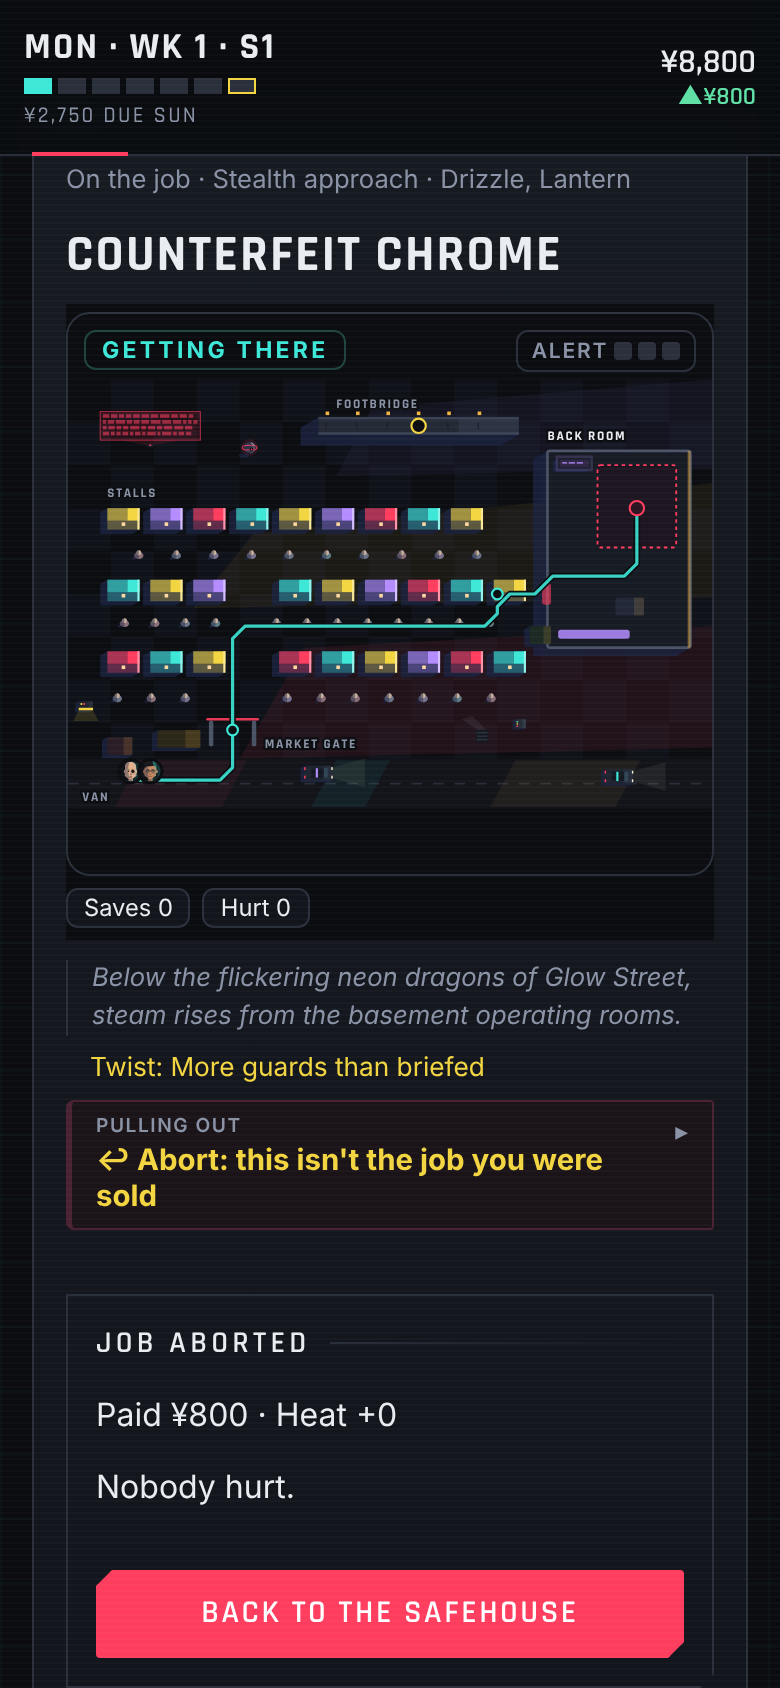 MON · WK 1 · S1
¥2,750 DUE SUN
¥8,800
▲¥800
On the job · Stealth approach · Drizzle, Lantern
COUNTERFEIT CHROME
GETTING THERE
ALERT
FOOTBRIDGE
BACK ROOM
STALLS
MARKET GATE
VAN
Saves 0
Hurt 0
Below the flickering neon dragons of Glow Street,
steam rises from the basement operating rooms.
Twist: More guards than briefed
PULLING OUT
↩ Abort: this isn't the job you were
sold
JOB ABORTED
Paid ¥800 · Heat +0
Nobody hurt.
BACK TO THE SAFEHOUSE